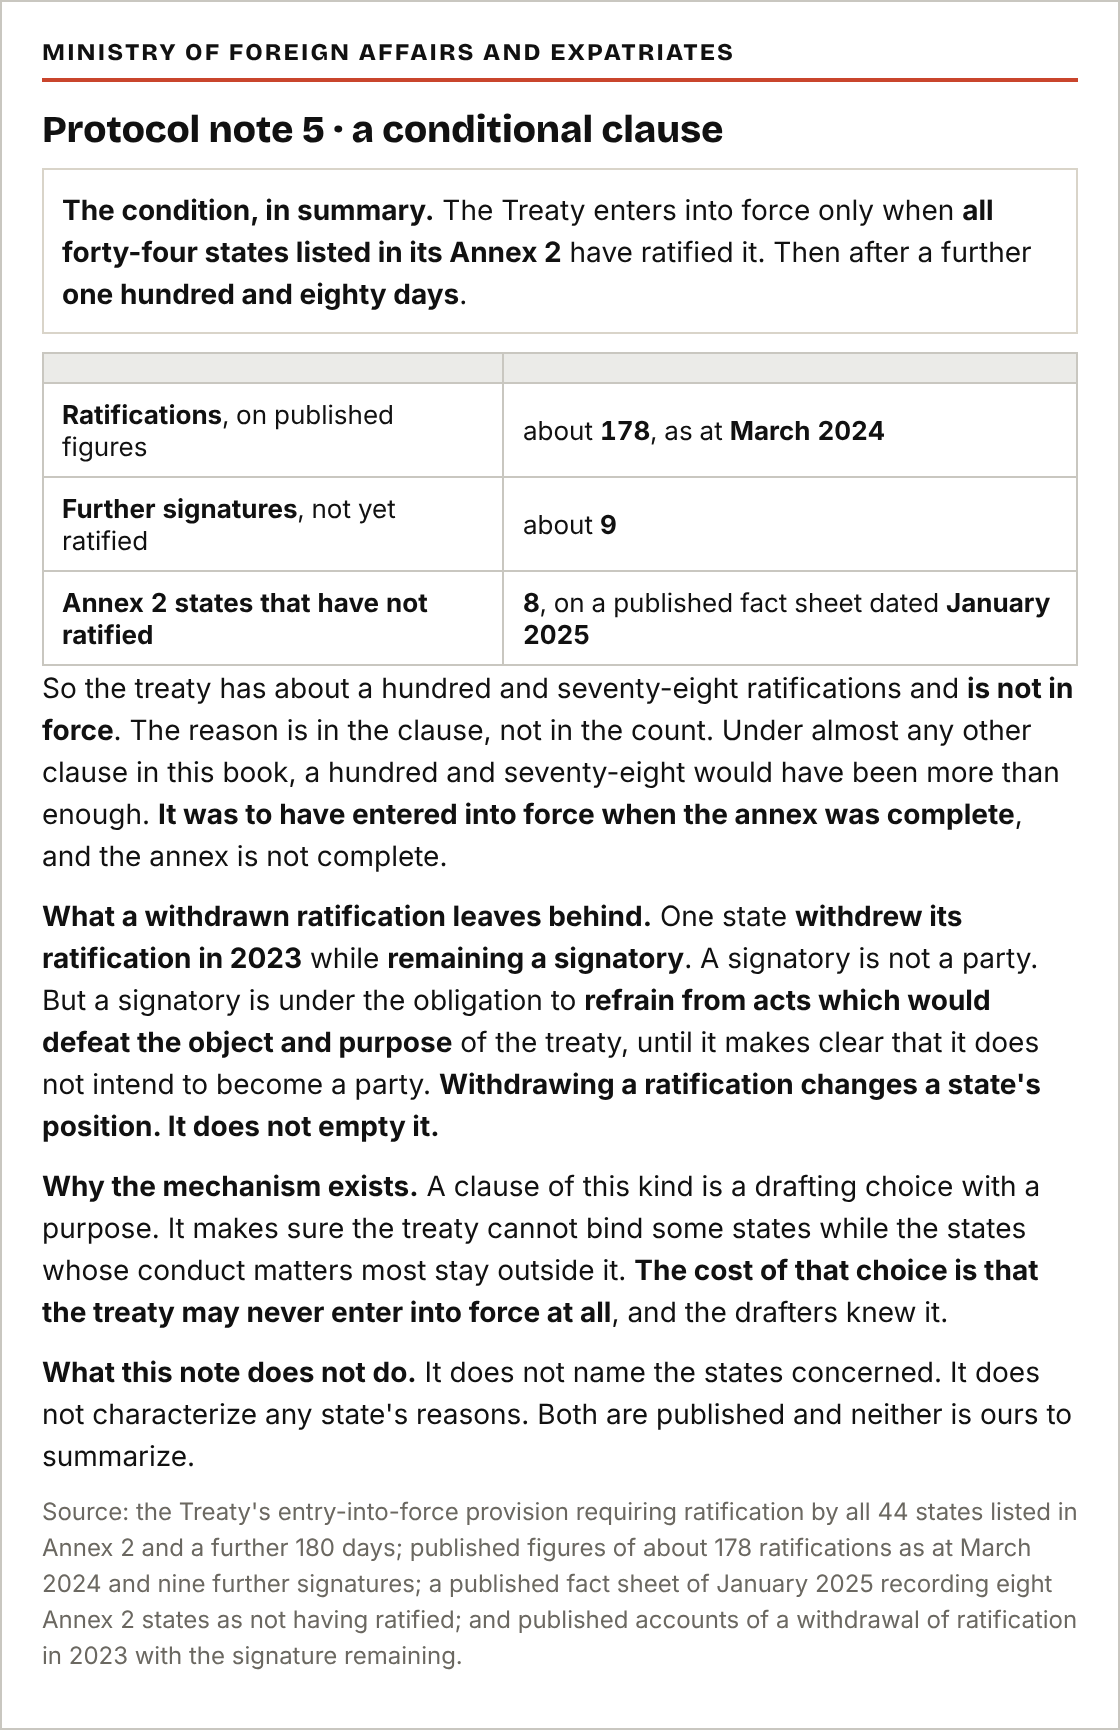 MINISTRY OF FOREIGN AFFAIRS AND EXPATRIATES
Protocol note 5 · a conditional clause
The condition, in summary. The Treaty enters into force only when all
forty-four states listed in its Annex 2 have ratified it. Then after a further
one hundred and eighty days.
Ratifications, on published
figures
about 178, as at March 2024
Further signatures, not yet
ratified
about 9
Annex 2 states that have not
ratified
8, on a published fact sheet dated January
2025
So the treaty has about a hundred and seventy-eight ratifications and is not in
force. The reason is in the clause, not in the count. Under almost any other
clause in this book, a hundred and seventy-eight would have been more than
enough. It was to have entered into force when the annex was complete,
and the annex is not complete.
What a withdrawn ratification leaves behind. One state withdrew its
ratification in 2023 while remaining a signatory. A signatory is not a party.
But a signatory is under the obligation to refrain from acts which would
defeat the object and purpose of the treaty, until it makes clear that it does
not intend to become a party. Withdrawing a ratification changes a state's
position. It does not empty it.
Why the mechanism exists. A clause of this kind is a drafting choice with a
purpose. It makes sure the treaty cannot bind some states while the states
whose conduct matters most stay outside it. The cost of that choice is that
the treaty may never enter into force at all, and the drafters knew it.
What this note does not do. It does not name the states concerned. It does
not characterize any state's reasons. Both are published and neither is ours to
summarize.
Source: the Treaty's entry-into-force provision requiring ratification by all 44 states listed in
Annex 2 and a further 180 days; published figures of about 178 ratifications as at March
2024 and nine further signatures; a published fact sheet of January 2025 recording eight
Annex 2 states as not having ratified; and published accounts of a withdrawal of ratification
in 2023 with the signature remaining.